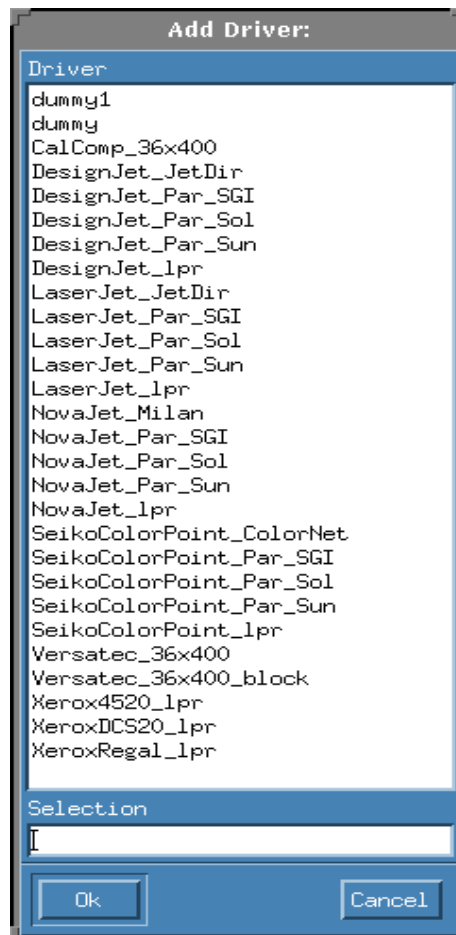 Add Driver:
Driver
dummy1
dummy
CalComp_36x400
DesignJet_JetDir
DesignJet_Par_SGI
DesignJet_Par_Sol
DesignJet_Par_Sun
DesignJet_lpr
LaserJet_JetDir
LaserJet_Par_SGI
LaserJet_Par_Sol
LaserJet_Par_Sun
LaserJet_lpr
NovaJet_Milan
NovaJet_Par_SGI
NovaJet_Par_Sol
NovaJet_Par_Sun
NovaJet_lpr
SeikoColorPoint_ColorNet
SeikoColorPoint_Par_SGI
SeikoColorPoint_Par_Sol
SeikoColorPoint_Par_Sun
SeikoColorPoint_lpr
Versatec_36x400
Versatec_36x400_block
Xerox4520_lpr
XeroxDCS20_lpr
XeroxRegal_lpr
Selection
Ok Cancel